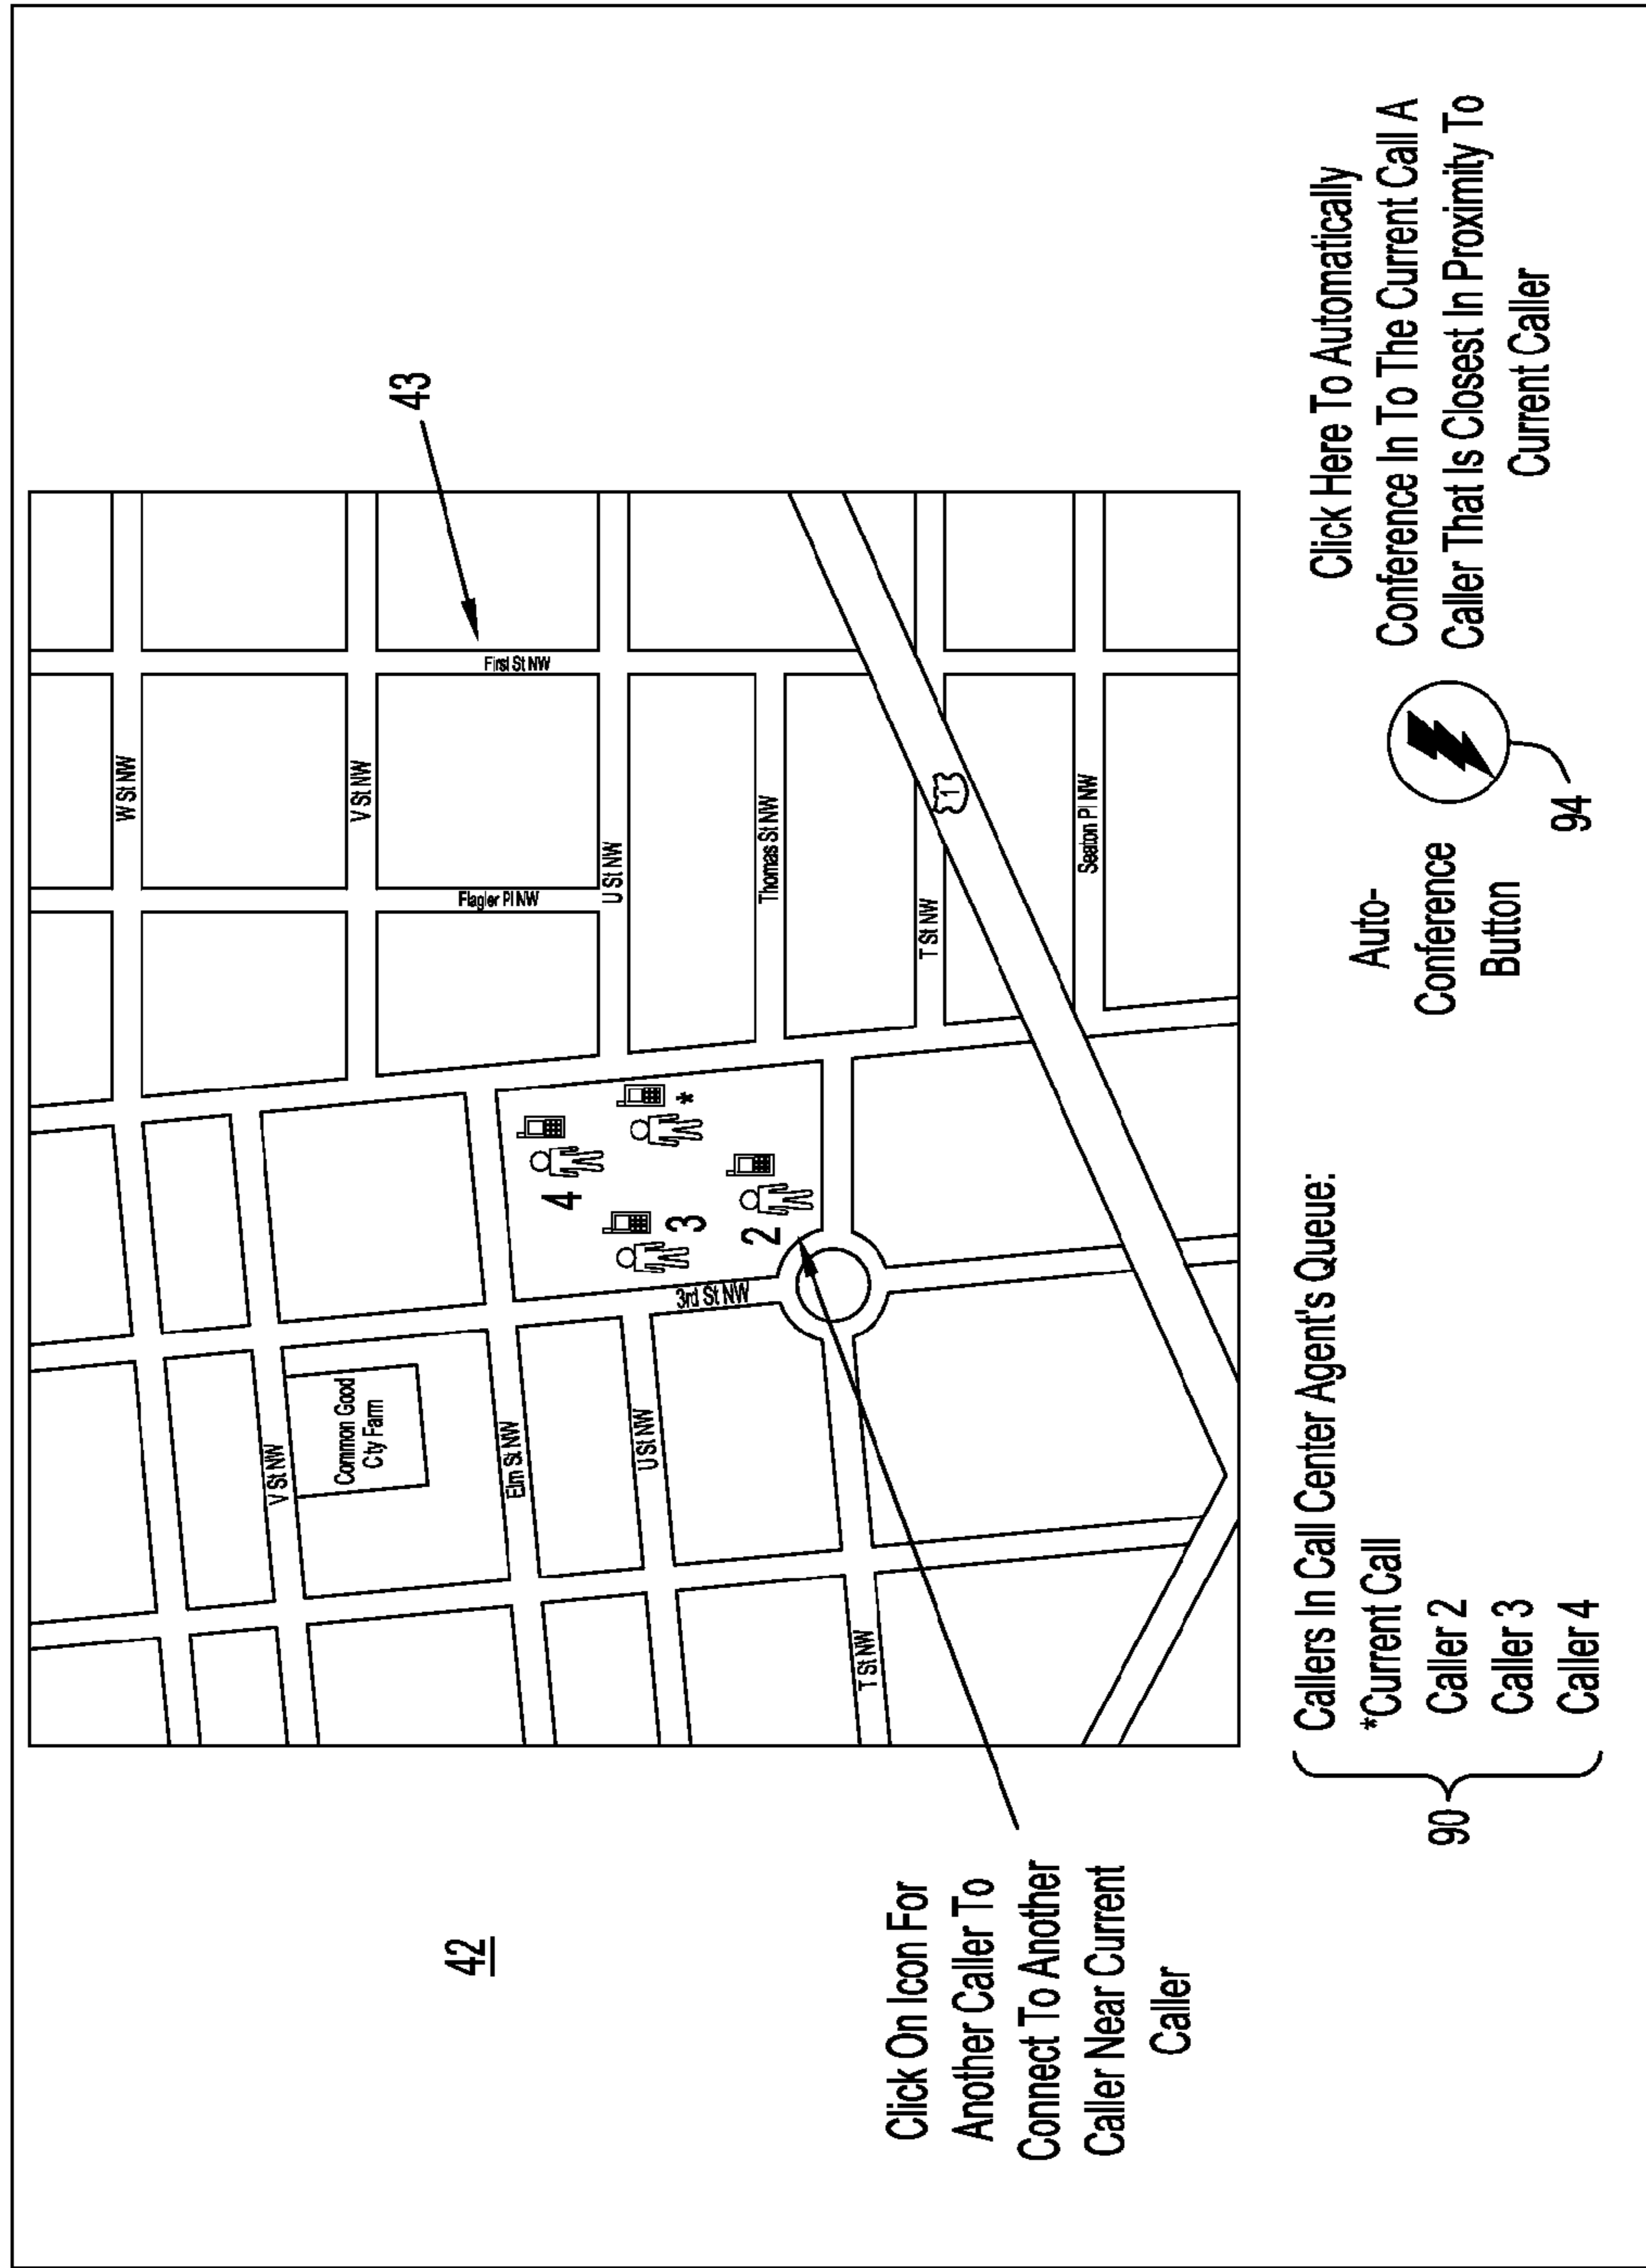 42
43
W St NW
V St NW
First St NW
Flagler Pl NW
U St NW
Thomas St NW
T St NW
1
Seaton Pl NW
V St NW
Common Good
City Farm
Elm St NW
U St NW
3rd St NW
T St NW
4
*
3
2
Click On Icon For
Another Caller To
Connect To Another
Caller Near Current
Caller
90
Callers In Call Center Agent's Queue:
*Current Call
Caller 2
Caller 3
Caller 4
Auto-
Conference
Button
94
Click Here To Automatically
Conference In To The Current Call A
Caller That Is Closest In Proximity To
Current Caller